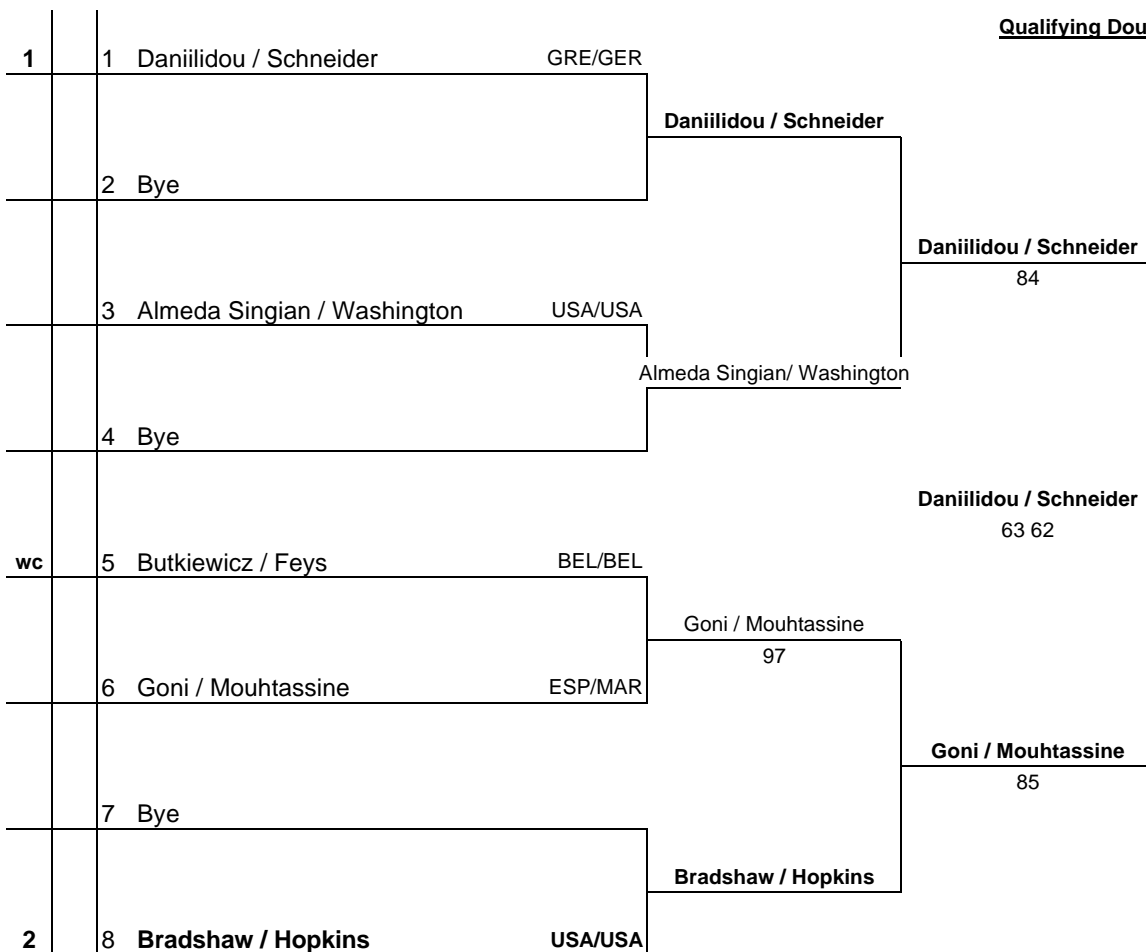 Qualifying Dou
1 1 Daniilidou / Schneider GRE/GER
Daniilidou / Schneider
2 Bye
Daniilidou / Schneider
84
3 Almeda Singian / Washington USA/USA
Almeda Singian/ Washington
4 Bye
Daniilidou / Schneider
63 62
wc 5 Butkiewicz / Feys BEL/BEL
Goni / Mouhtassine
97
6 Goni / Mouhtassine ESP/MAR
Goni / Mouhtassine
85
7 Bye
Bradshaw / Hopkins
2 8 Bradshaw / Hopkins USA/USA